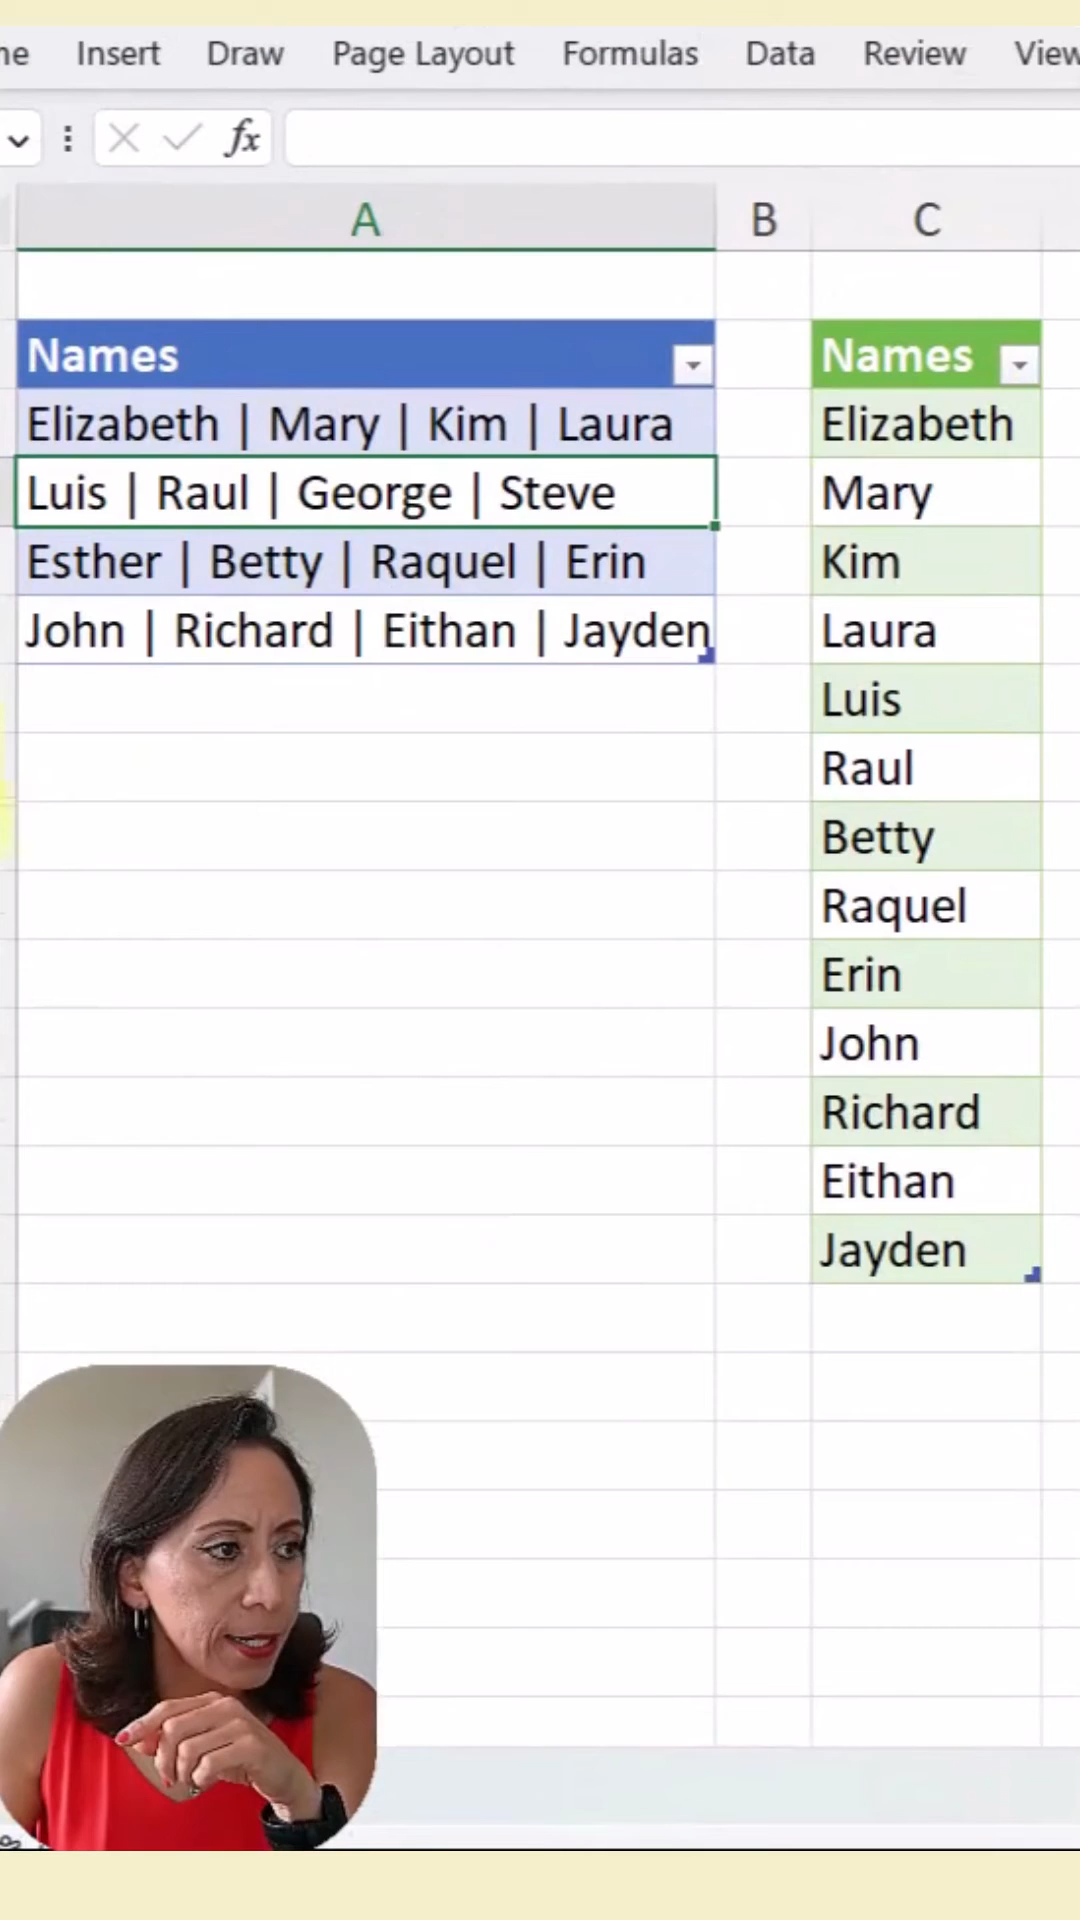 Insert Draw Page Layout Formulas Data Review View
fx
A B C
Names Names
Elizabeth | Mary | Kim | Laura Elizabeth
Luis | Raul | George | Steve Mary
Esther | Betty | Raquel | Erin Kim
John | Richard | Eithan | Jayden Laura
Luis
Raul
Betty
Raquel
Erin
John
Richard
Eithan
Jayden